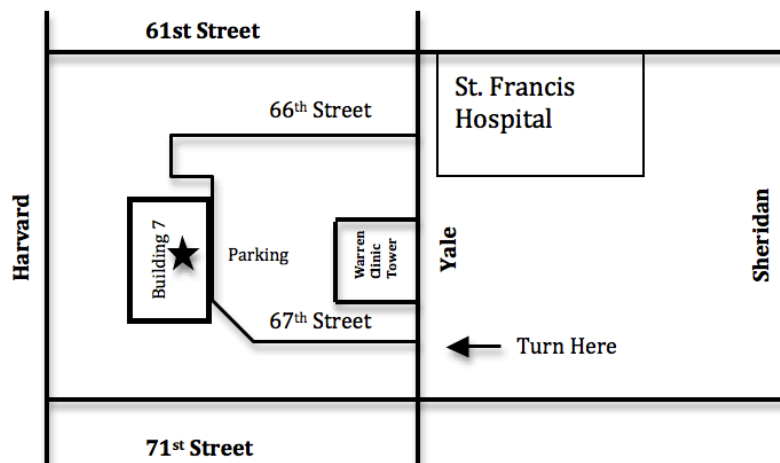 61st Street
St. Francis
Hospital
66th Street
Harvard
Building 7
Parking
Warren
Clinic
Tower
Yale
Sheridan
67th Street
Turn Here
71st Street